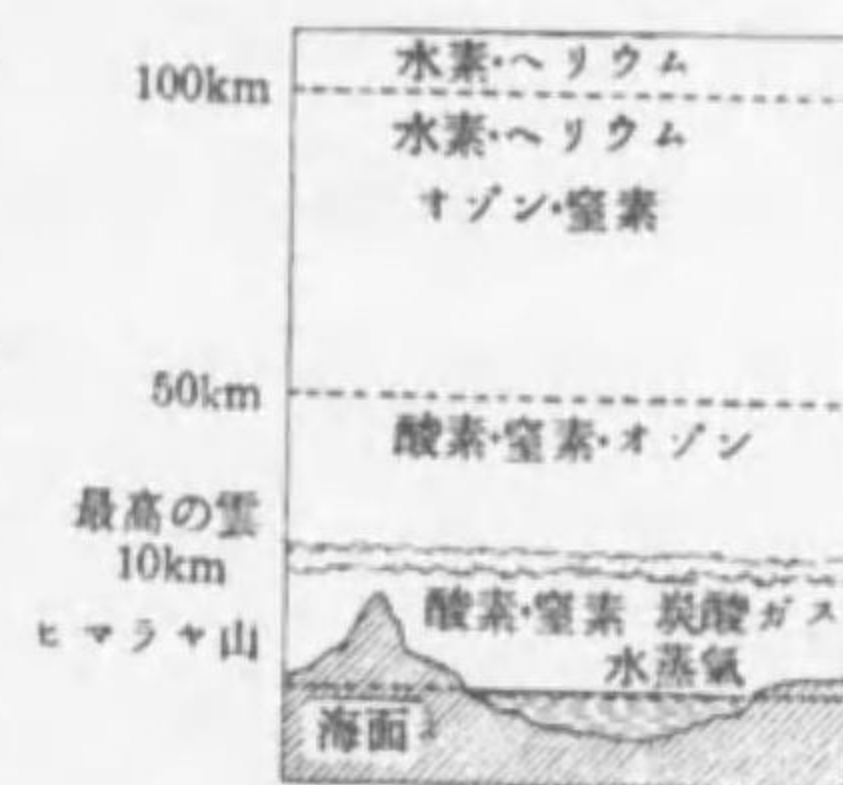 水素・ヘリウム
100km
水素・ヘリウム
オゾン・窒素
50km
酸素・窒素・オゾン
最高の雲
10km
酸素・窒素 炭酸ガス
ヒマラヤ山
水蒸氣
海面